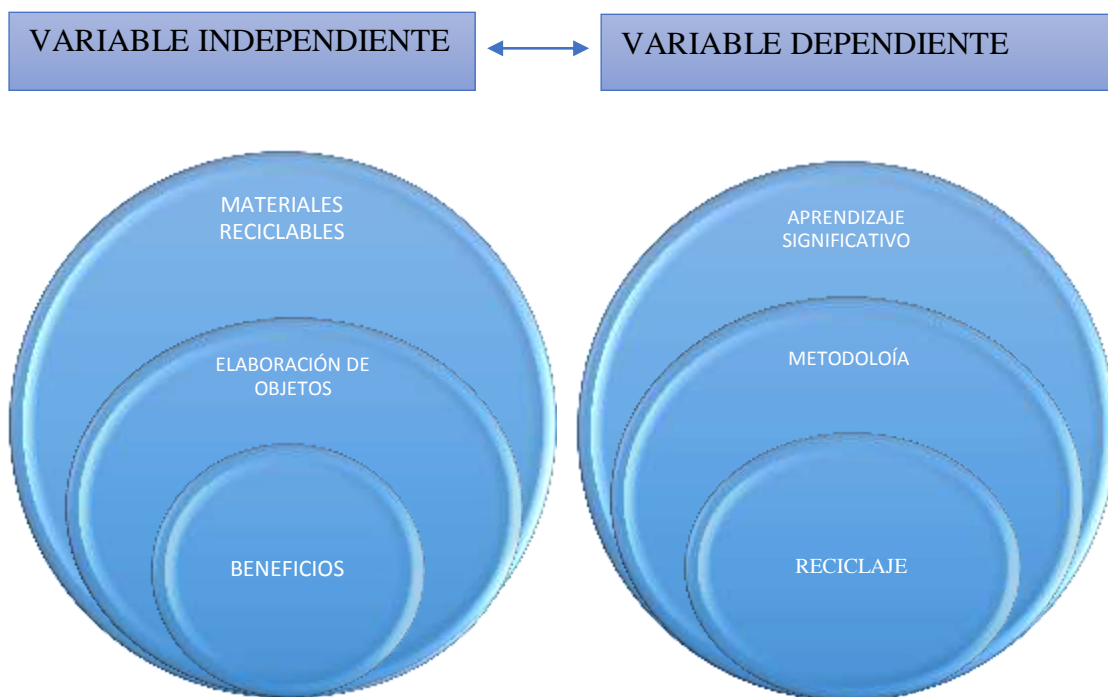 VARIABLE INDEPENDIENTE
VARIABLE DEPENDIENTE
MATERIALES
RECICLABLES
ELABORACIÓN DE
OBJETOS
BENEFICIOS
APRENDIZAJE
SIGNIFICATIVO
METODOLOÍA
RECICLAJE